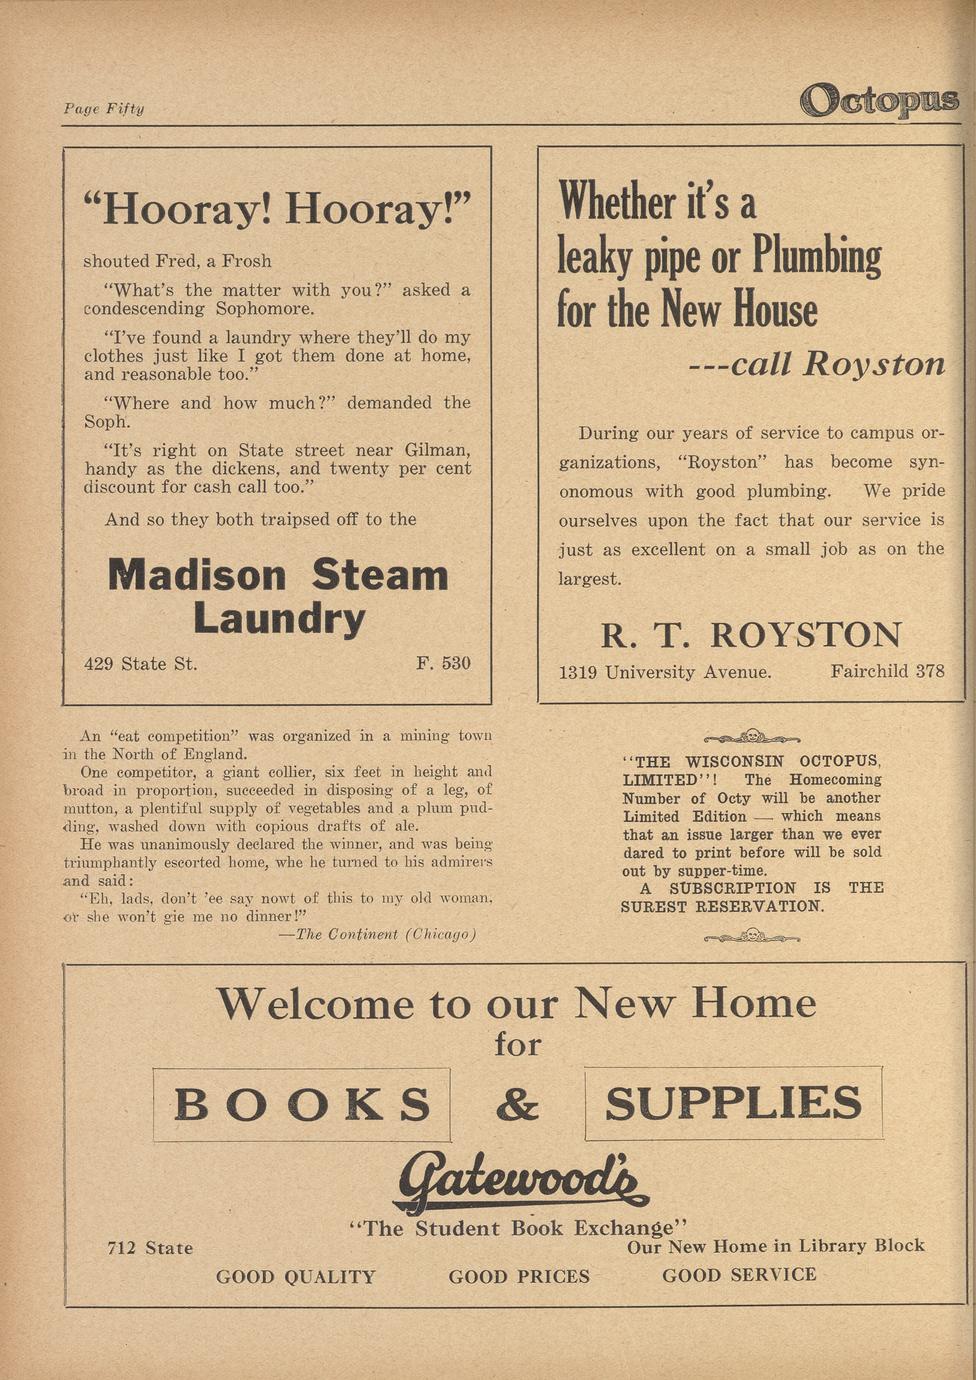 Page Fifty
Octopus
“Hooray! Hooray!”
shouted Fred, a Frosh
“What's the matter with you?” asked a
condescending Sophomore.
“I've found a laundry where they'll do my
clothes just like I got them done at home,
and reasonable too.”
“Where and how much?” demanded the
Soph.
“It's right on State street near Gilman,
handy as the dickens, and twenty per cent
discount for cash call too.”
And so they both traipsed off to the
Madison Steam
Laundry
429 State St. F. 530
Whether it's a
leaky pipe or Plumbing
for the New House
---call Royston
During our years of service to campus or-
ganizations, “Royston” has become syn-
onomous with good plumbing. We pride
ourselves upon the fact that our service is
just as excellent on a small job as on the
largest.
R. T. ROYSTON
1319 University Avenue. Fairchild 378
An “eat competition” was organized in a mining town
in the North of England.
One competitor, a giant collier, six feet in height and
broad in proportion, succeeded in disposing of a leg, of
mutton, a plentiful supply of vegetables and a plum pud-
ding, washed down with copious drafts of ale.
He was unanimously declared the winner, and was being
triumphantly escorted home, whe he turned to his admirers
and said:
“Eh, lads, don't 'ee say nowt of this to my old woman,
or she won't gie me no dinner!”
—The Continent (Chicago)
“THE WISCONSIN OCTOPUS,
LIMITED”! The Homecoming
Number of Octy will be another
Limited Edition — which means
that an issue larger than we ever
dared to print before will be sold
out by supper-time.
A SUBSCRIPTION IS THE
SUREST RESERVATION.
Welcome to our New Home
for
BOOKS & SUPPLIES
Gatewood's
“The Student Book Exchange”
712 State Our New Home in Library Block
GOOD QUALITY GOOD PRICES GOOD SERVICE